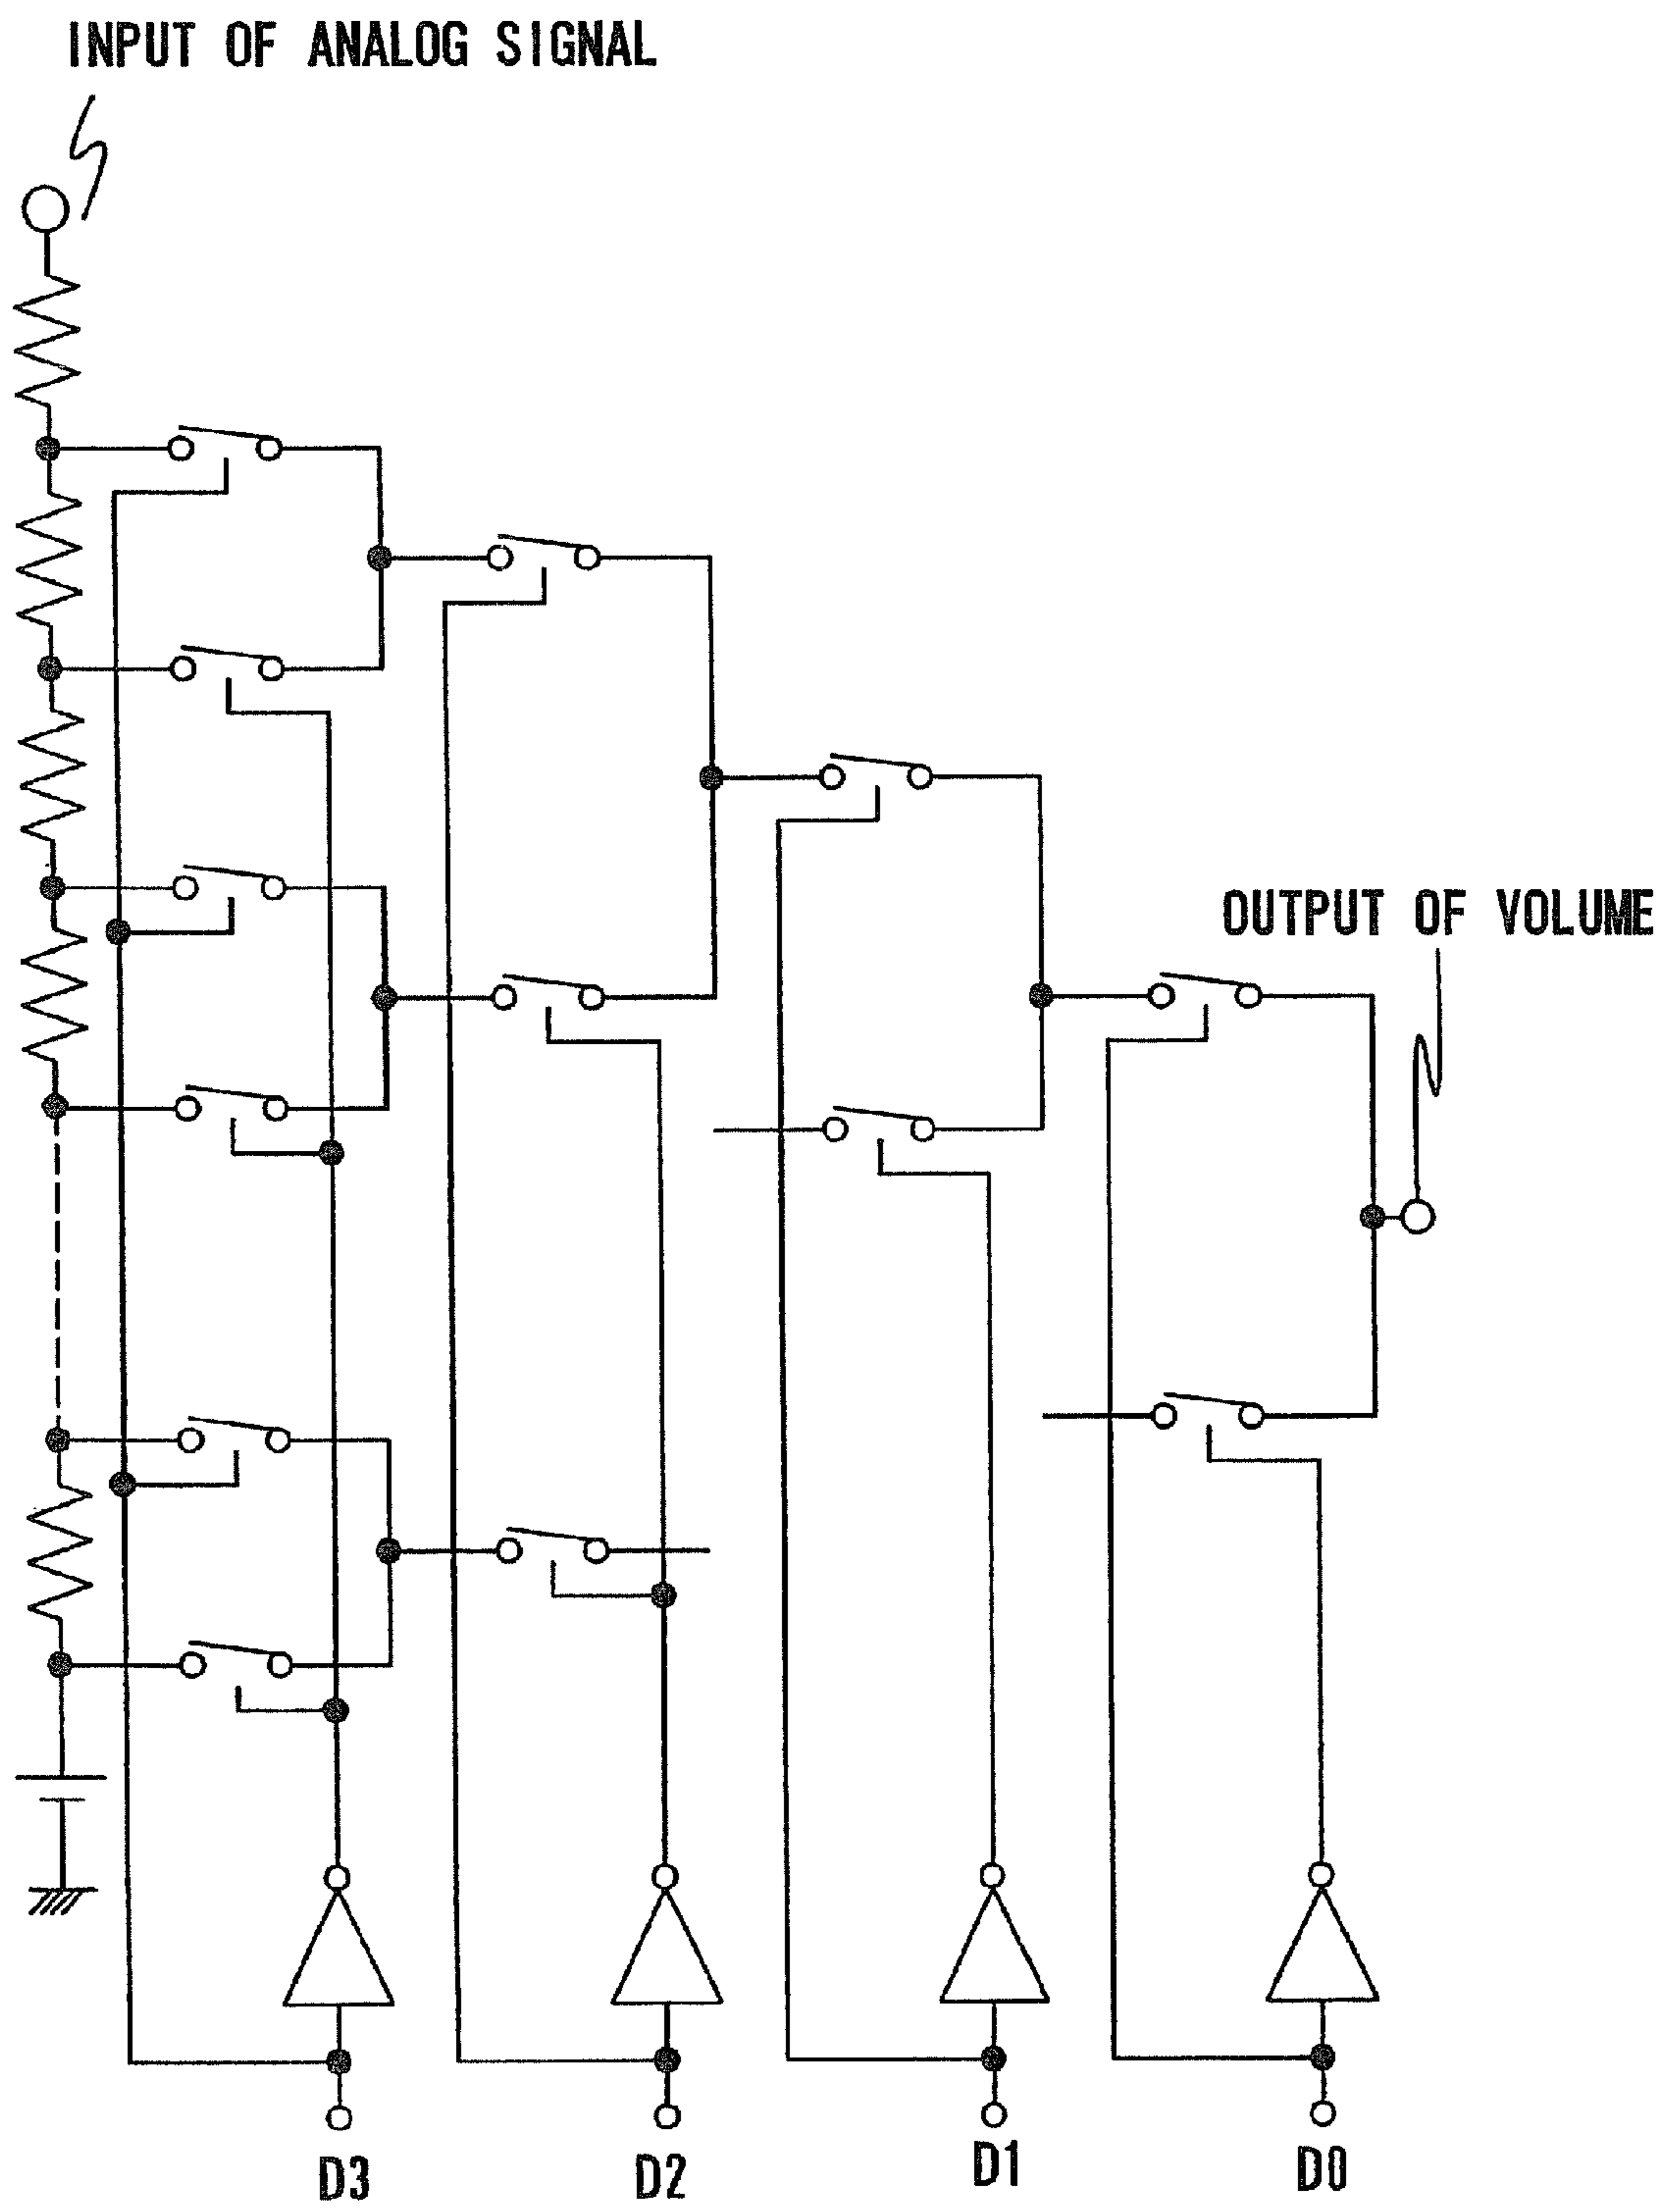 INPUT OF ANALOG SIGNAL
OUTPUT OF VOLUME
D3 D2 D1 D0